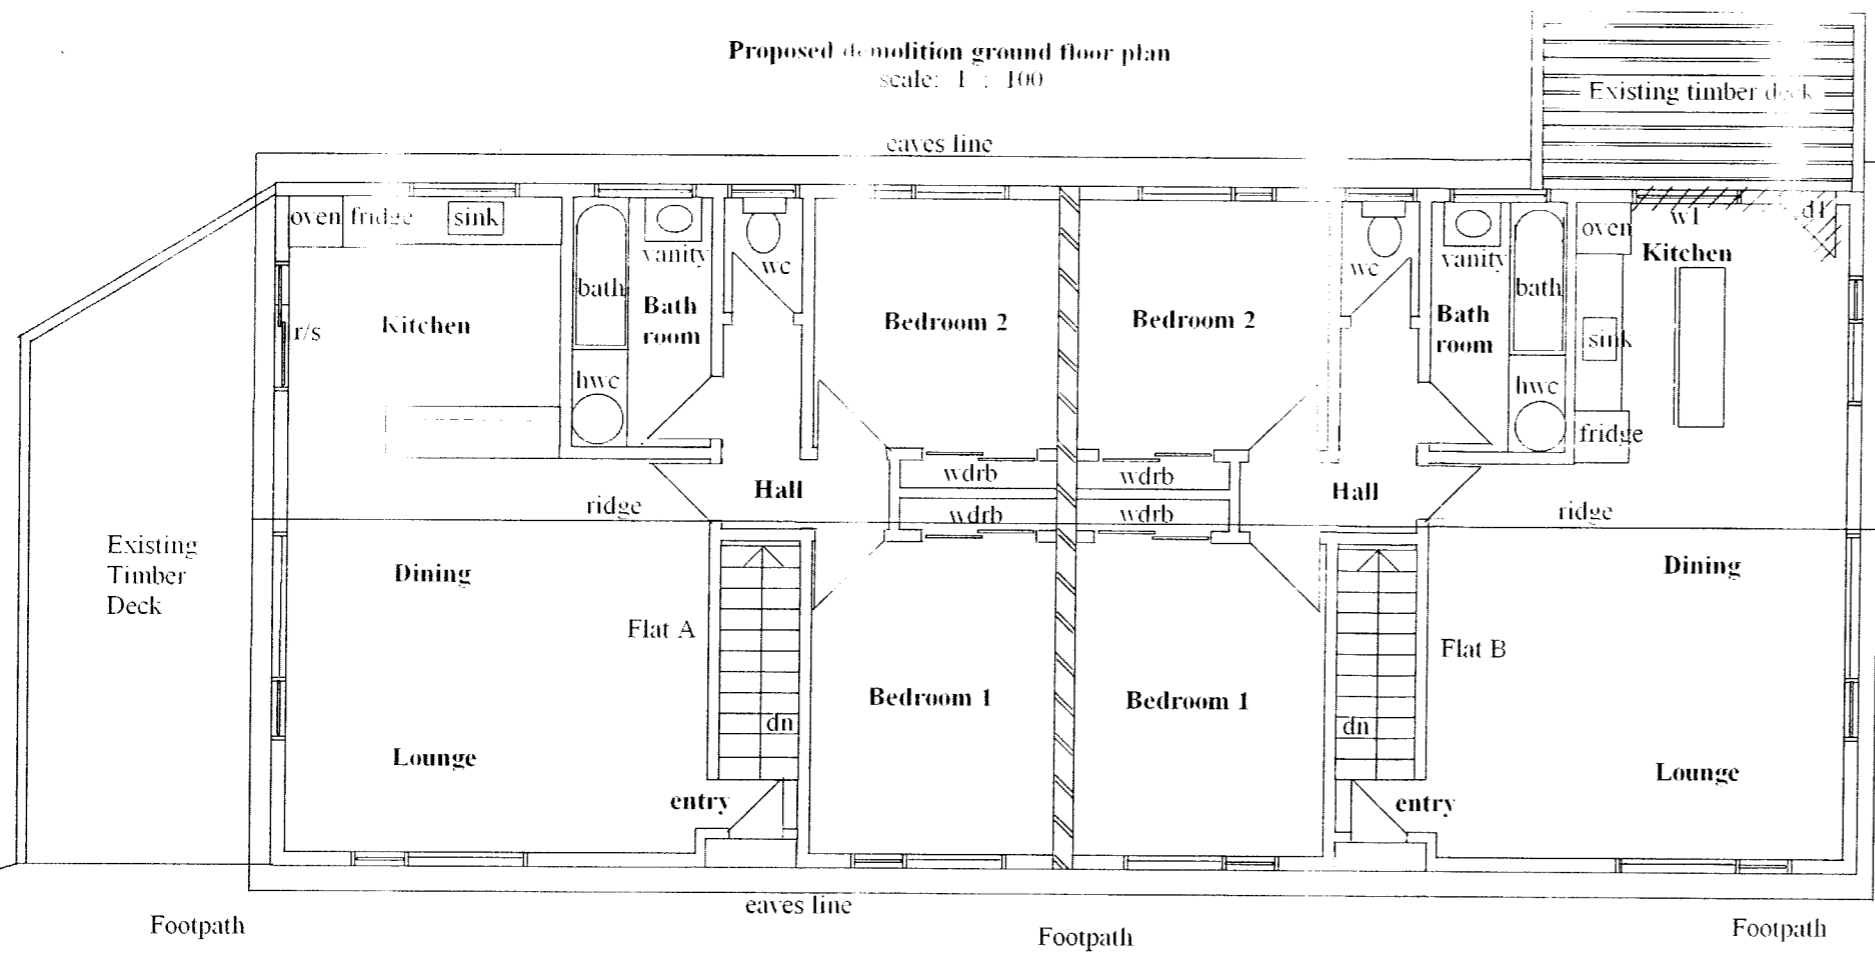 Proposed demolition ground floor plan
scale: 1 : 100
Existing timber deck
eaves line
oven fridge sink
vanity
wc
bath
Bath
room
r/s
Kitchen
hwc
Bedroom 2
Bedroom 2
wc
vanity
Bath
room
bath
hwc
oven
w1
d1
Kitchen
sink
fridge
wdrb
wdrb
wdrb
wdrb
Hall
Hall
ridge
ridge
Existing
Timber
Deck
Dining
Dining
Flat A
Flat B
Bedroom 1
Bedroom 1
dn
dn
Lounge
Lounge
entry
entry
eaves line
Footpath
Footpath
Footpath